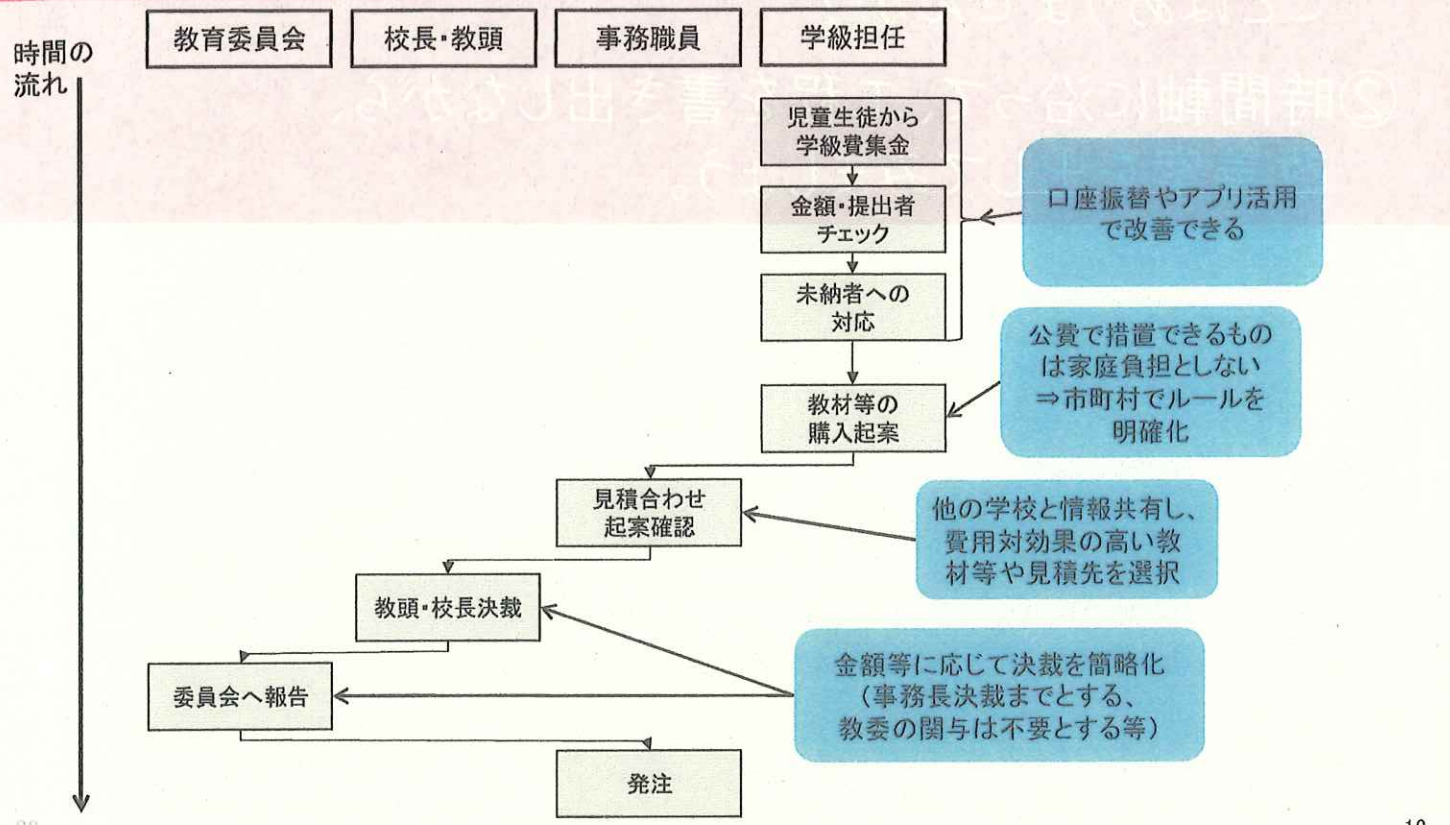 時間の
流れ
教育委員会
校長・教頭
事務職員
学級担任
児童生徒から
学級費集金
金額・提出者
チェック
未納者への
対応
口座振替やアプリ活用
で改善できる
教材等の
購入起案
公費で措置できるもの
は家庭負担としない
⇒市町村でルールを
明確化
見積合わせ
起案確認
他の学校と情報共有し、
費用対効果の高い教
材等や見積先を選択
教頭・校長決裁
委員会へ報告
金額等に応じて決裁を簡略化
（事務長決裁までとする、
教委の関与は不要とする等）
発注